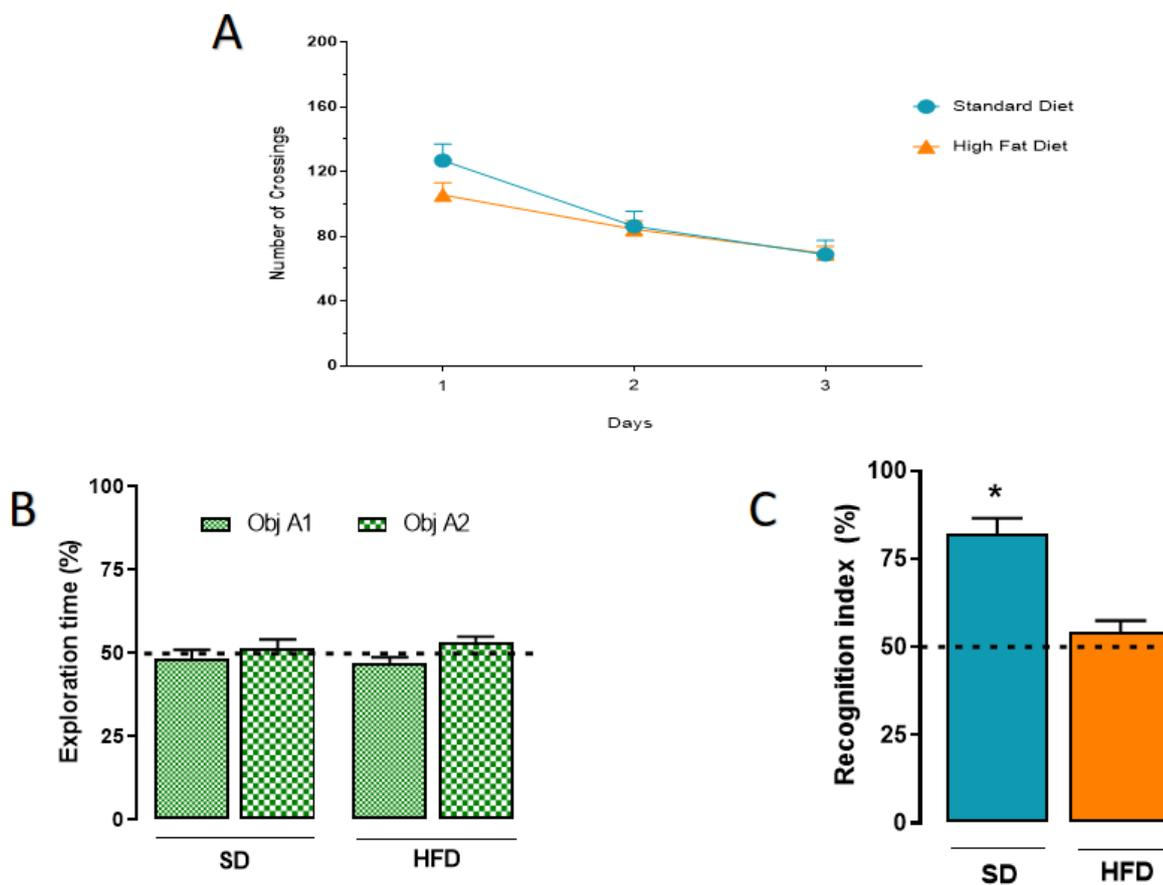 A
200
160
120
80
40
0
Number of Crossings
1 2 3
Days
Standard Diet
High Fat Diet
B
100
75
50
25
0
Exploration time (%)
Obj A1 Obj A2
SD HFD
C
100
75
50
25
0
Recognition index (%)
*
SD HFD